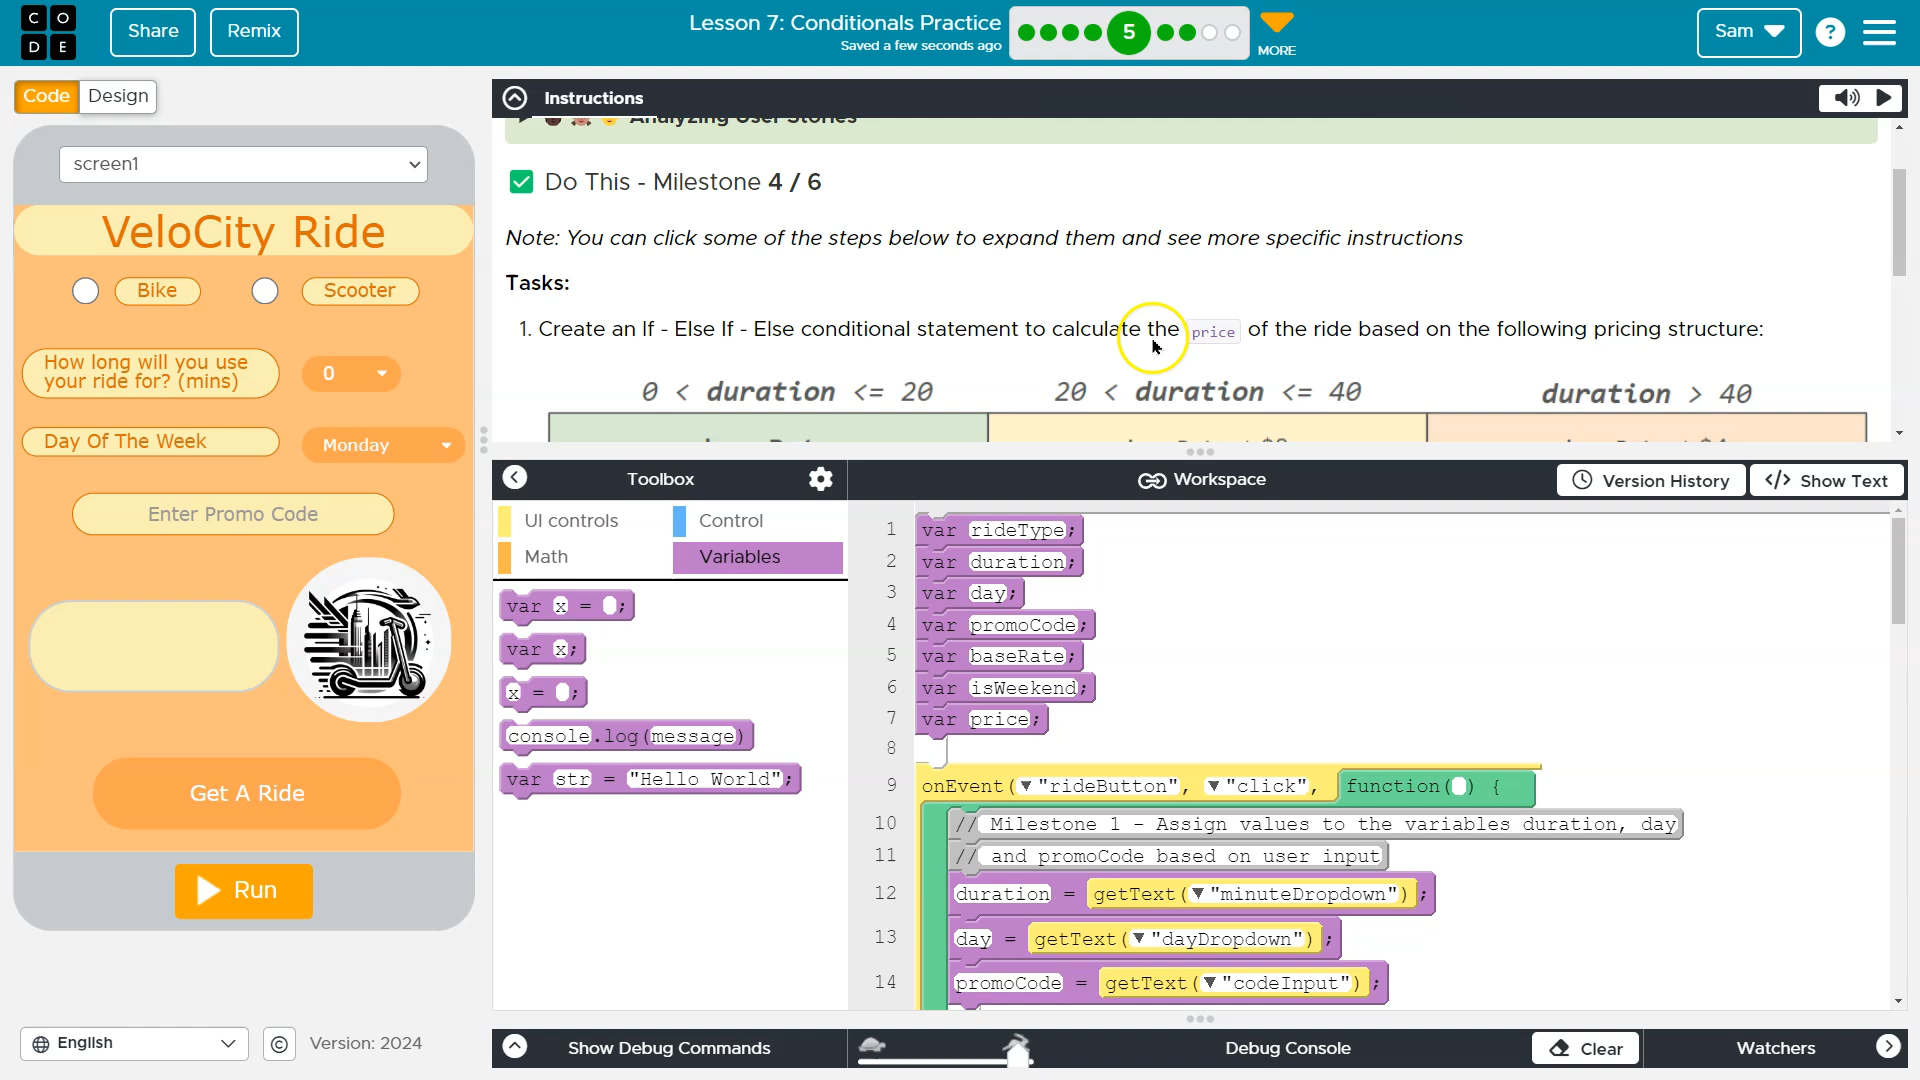 C O
D E
Share
Remix
Lesson 7: Conditionals Practice
Saved a few seconds ago
5
MORE
Sam
?
Code
Design
Instructions
Analyzing User Stories
screen1
Do This - Milestone 4 / 6
VeloCity Ride
Note: You can click some of the steps below to expand them and see more specific instructions
Bike
Scooter
Tasks:
1. Create an If - Else If - Else conditional statement to calculate the price of the ride based on the following pricing structure:
How long will you use
your ride for? (mins)
0
0 < duration <= 20
20 < duration <= 40
duration > 40
Day Of The Week
Monday
Toolbox
Workspace
Version History
</> Show Text
Enter Promo Code
UI controls
Control
Math
Variables
var x = ;
var x;
x = ;
console.log(message)
var str = "Hello World";
1 var rideType;
2 var duration;
3 var day;
4 var promoCode;
5 var baseRate;
6 var isWeekend;
7 var price;
8
9 onEvent(▼"rideButton", ▼"click", function() {
10 // Milestone 1 - Assign values to the variables duration, day
11 // and promoCode based on user input
12 duration = getText(▼"minuteDropdown");
13 day = getText(▼"dayDropdown");
14 promoCode = getText(▼"codeInput");
Get A Ride
Run
English
©
Version: 2024
Show Debug Commands
Debug Console
Clear
Watchers